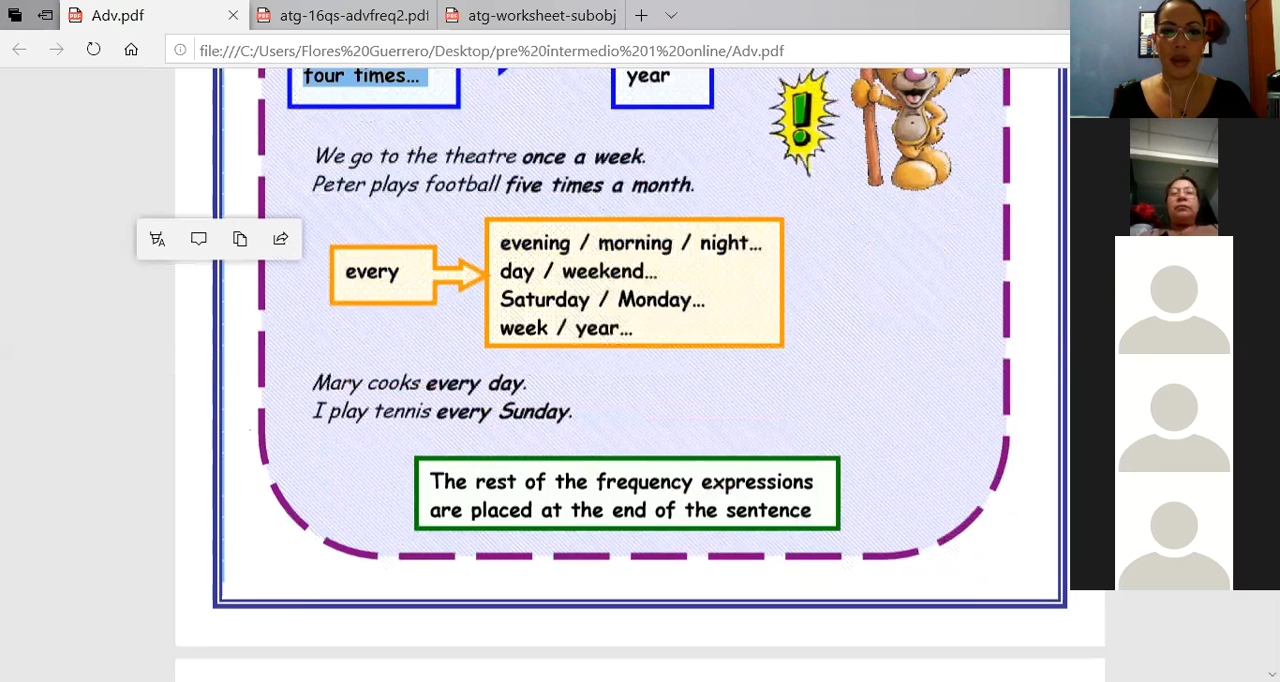 Adv.pdf
atg-16qs-advfreq2.pdf
atg-worksheet-subobj
file:///C:/Users/Flores%20Guerrero/Desktop/pre%20intermedio%201%20online/Adv.pdf
four times...
year
We go to the theatre once a week.
Peter plays football five times a month.
every
evening / morning / night...
day / weekend...
Saturday / Monday...
week / year...
Mary cooks every day.
I play tennis every Sunday.
The rest of the frequency expressions
are placed at the end of the sentence